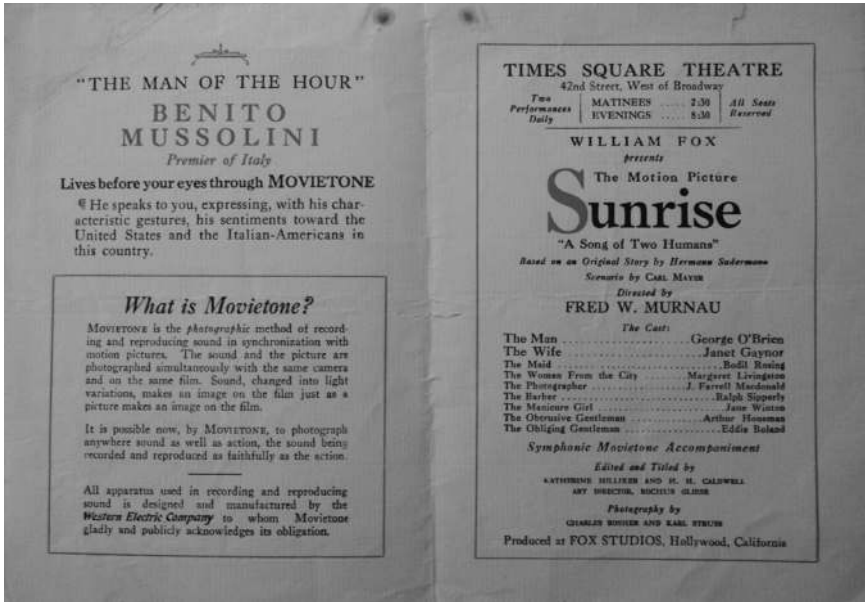 "THE MAN OF THE HOUR"
BENITO
MUSSOLINI
Premier of Italy
Lives before your eyes through MOVIETONE
¶ He speaks to you, expressing, with his char-
acteristic gestures, his sentiments toward the
United States and the Italian-Americans in
this country.
What is Movietone?
MOVIETONE is the photographic method of record-
ing and reproducing sound in synchronization with
motion pictures. The sound and the picture are
photographed simultaneously with the same camera
and on the same film. Sound, changed into light
variations, makes an image on the film just as a
picture makes an image on the film.
It is possible now, by MOVIETONE, to photograph
anywhere sound as well as action, the sound being
recorded and reproduced as faithfully as the action.
All apparatus used in recording and reproducing
sound is designed and manufactured by the
Western Electric Company to whom Movietone
gladly and publicly acknowledges its obligation.
TIMES SQUARE THEATRE
42nd Street, West of Broadway
Two Performances Daily
MATINEES ..... 2:30
EVENINGS ..... 8:30
All Seats Reserved
WILLIAM FOX
presents
The Motion Picture
Sunrise
"A Song of Two Humans"
Based on an Original Story by Hermann Sudermann
Scenario by CARL MAYER
Directed by
FRED W. MURNAU
The Cast:
The Man ........................ George O'Brien
The Wife ........................ Janet Gaynor
The Maid ........................ Bodil Rosing
The Women From the City ........ Margaret Livingston
The Photographer ................ J. Farrell Macdonald
The Barber ...................... Ralph Sipperly
The Manicure Girl ............... Jane Winton
The Obtrusive Gentleman ......... Arthur Housman
The Obliging Gentleman .......... Eddie Boland
Symphonic Movietone Accompaniment
Edited and Titled by
KATHERINE HILLIKER AND H. H. CALDWELL
ART DIRECTOR, ROCHUS GLIESE
Photography by
CHARLES ROSHER AND KARL STRUSS
Produced at FOX STUDIOS, Hollywood, California